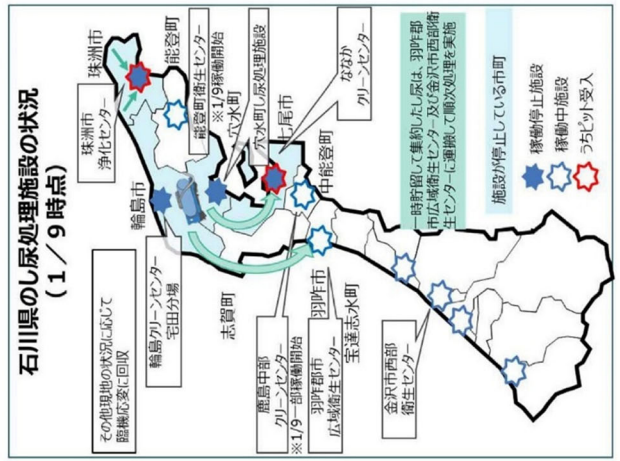 石川県のし尿処理施設の状況
（１／９時点）
その他現地の状況に応じて
臨機応変に回収
珠洲市
浄化センター
珠洲市
能登町
能登町衛生センター
※1/9稼働開始
輪島市
輪島クリーンセンター
宅田分場
穴水町
穴水町し尿処理施設
七尾市
ななか
クリーンセンター
志賀町
中能登町
鹿島中部
クリーンセンター
※1/9一部稼働開始
羽咋市
宝達志水町
羽咋郡市
広域衛生センター
金沢市西部
衛生センター
一時貯留して集約したし尿は、羽咋郡
市広域衛生センター及び金沢市西部衛
生センターに運搬して順次処理を実施
施設が停止している市町
稼働停止施設
稼働中施設
うちピット受入